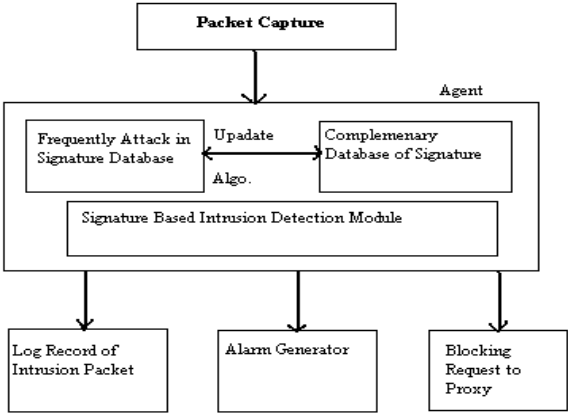 Packet Capture
Agent
Frequently Attack in
Signature Database
Upadate
Algo.
Complemenary
Database of Signature
Signature Based Intrusion Detection Module
Log Record of
Intrusion Packet
Alarm Generator
Blocking
Request to
Proxy